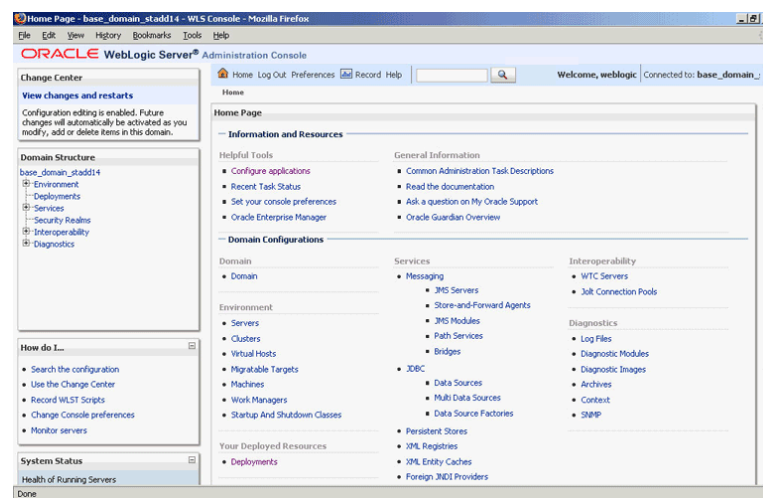 Home Page - base_domain_stadd14 - WLS Console - Mozilla Firefox
File Edit View History Bookmarks Tools Help
ORACLE WebLogic Server® Administration Console
Change Center
View changes and restarts
Configuration editing is enabled. Future
changes will automatically be activated as you
modify, add or delete items in this domain.
Domain Structure
base_domain_stadd14
Environment
Deployments
Services
Security Realms
Interoperability
Diagnostics
How do I...
Search the configuration
Use the Change Center
Record WLST Scripts
Change Console preferences
Monitor servers
System Status
Health of Running Servers
Home Log Out Preferences Record Help
Welcome, weblogic
Connected to: base_domain_
Home
Home Page
Information and Resources
Helpful Tools
Configure applications
Recent Task Status
Set your console preferences
Oracle Enterprise Manager
General Information
Common Administration Task Descriptions
Read the documentation
Ask a question on My Oracle Support
Oracle Guardian Overview
Domain Configurations
Domain
Domain
Environment
Servers
Clusters
Virtual Hosts
Migratable Targets
Machines
Work Managers
Startup And Shutdown Classes
Your Deployed Resources
Deployments
Services
Messaging
JMS Servers
Store-and-Forward Agents
JMS Modules
Path Services
Bridges
JDBC
Data Sources
Multi Data Sources
Data Source Factories
Persistent Stores
XML Registries
XML Entity Caches
Foreign JNDI Providers
Interoperability
WTC Servers
Jolt Connection Pools
Diagnostics
Log Files
Diagnostic Modules
Diagnostic Images
Archives
Context
SNMP
Done